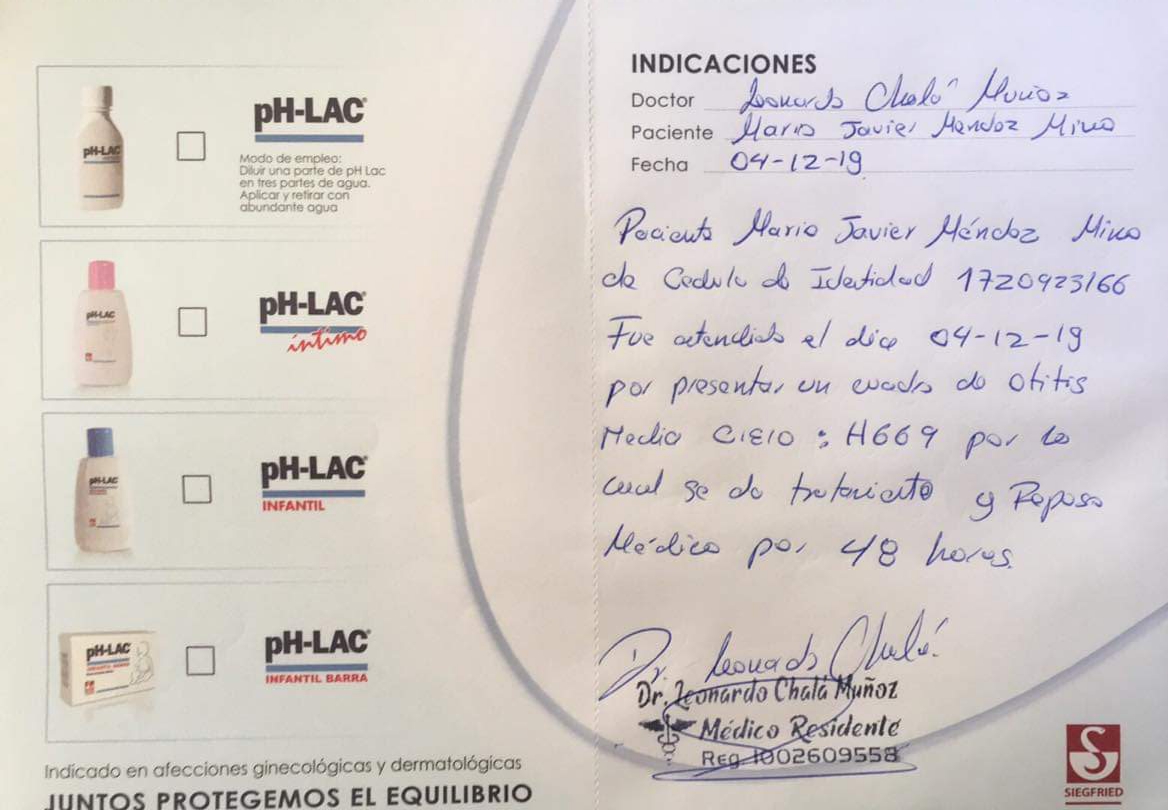 pH-LAC
Modo de empleo:
Diluir una parte de pH Lac
en tres partes de agua.
Aplicar y retirar con
abundante agua
pH-LAC
pH-LAC
íntimo
pH-LAC
pH-LAC
INFANTIL
pH-LAC
pH-LAC
INFANTIL BARRA
pH-LAC
Indicado en afecciones ginecológicas y dermatológicas
JUNTOS PROTEGEMOS EL EQUILIBRIO
INDICACIONES
Doctor Leonardo Chalá Muñoz
Paciente Mario Javier Mendez Mino
Fecha 04-12-19
Paciente Mario Javier Méndez Mino
de Cedula de Identidad 1720923166
Fue atendido el dia 04-12-19
por presentar un cuadro de Otitis
Media CIE10 : H669 por lo
cual se da tratamiento y Reposo
Médico por 48 horas.
Dr. Leonardo Chalá.
Dr. Leonardo Chalá Muñoz
Médico Residente
Reg. 1002609558
SIEGFRIED